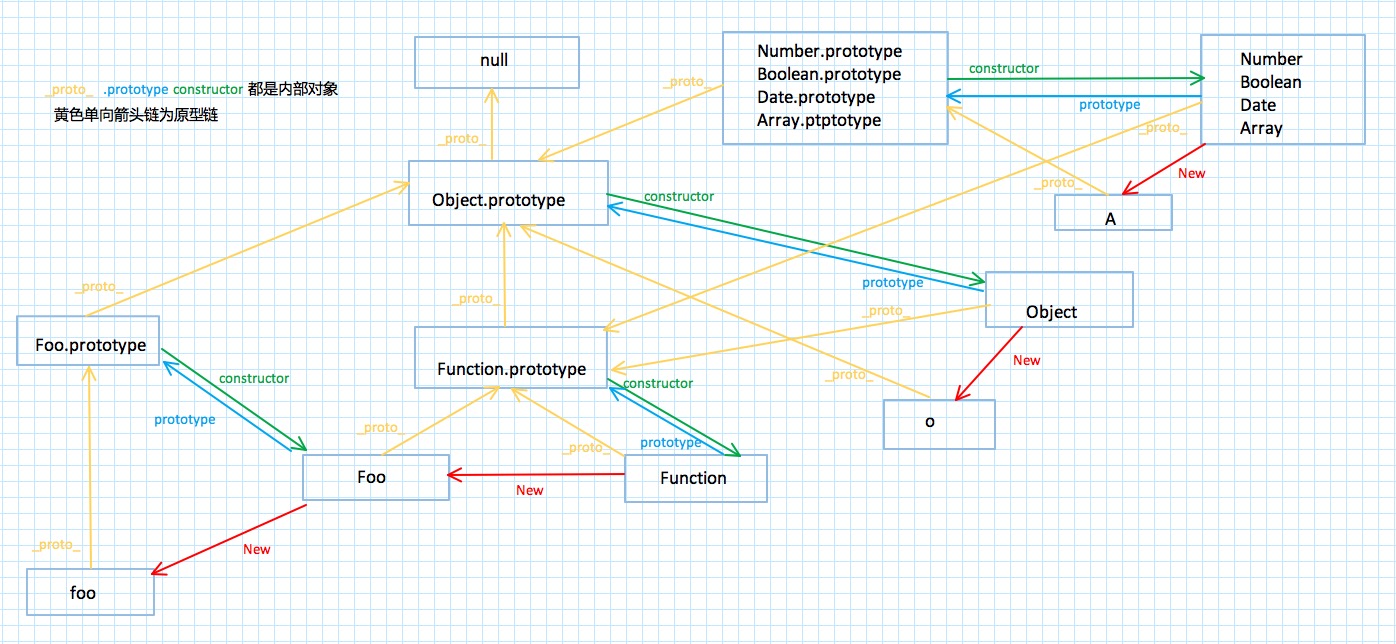 null
Number.prototype
Boolean.prototype
Date.prototype
Array.ptptotype
Number
Boolean
Date
Array
constructor
prototype
_proto_
_proto_ .prototype constructor 都是内部对象
黄色单向箭头链为原型链
_proto_
_proto_
New
_proto_
A
Object.prototype
constructor
prototype
_proto_
_proto_
_proto_
Object
Foo.prototype
Function.prototype
New
constructor
prototype
_proto_
constructor
prototype
o
_proto_
_proto_
Foo
New
Function
_proto_
New
foo